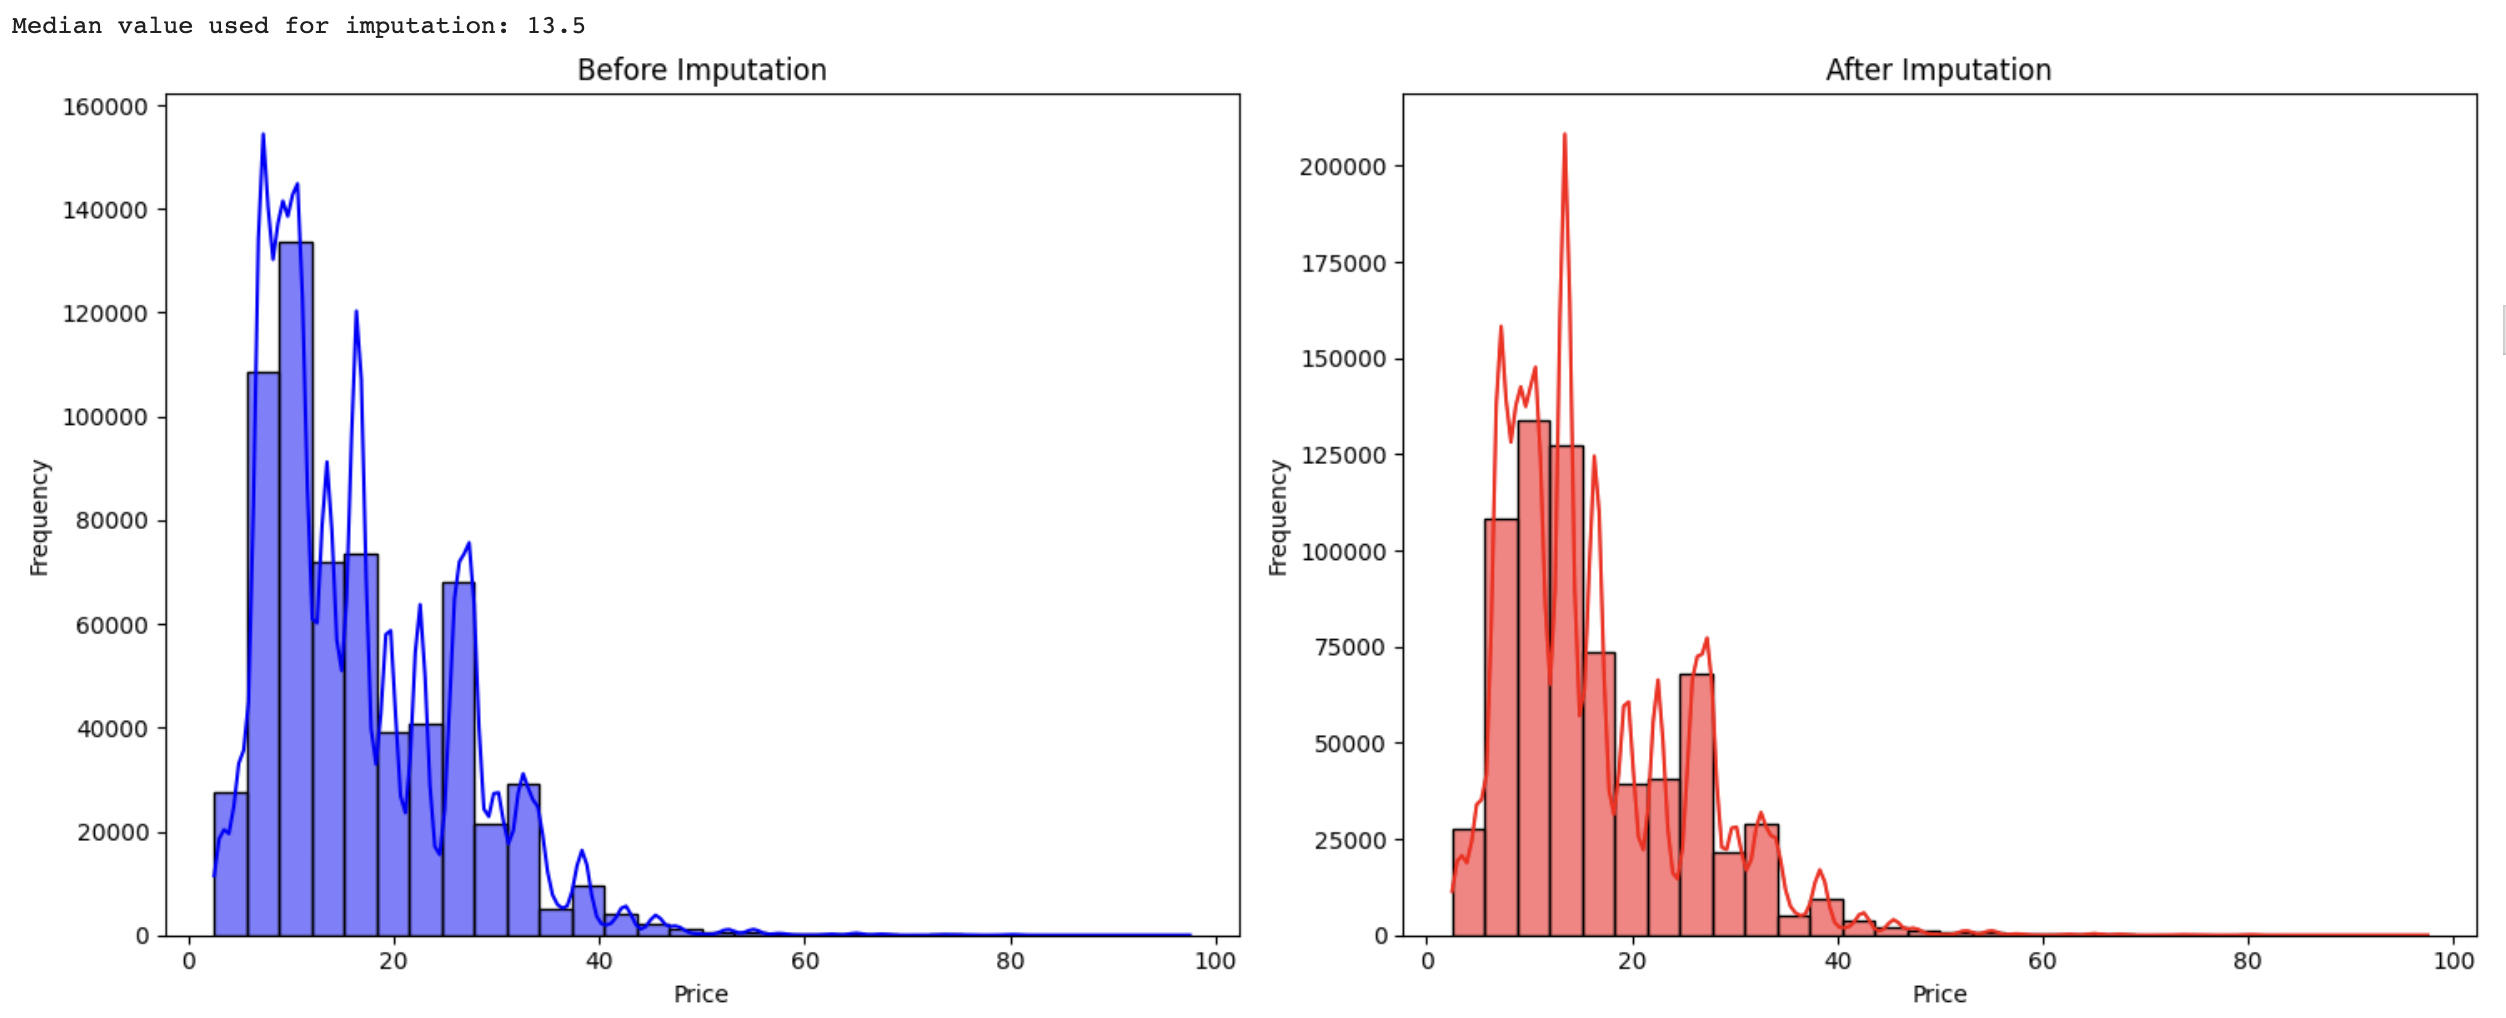 Median value used for imputation: 13.5
Before Imputation
160000
140000
120000
100000
80000
60000
40000
20000
0
Frequency
0 20 40 60 80 100
Price
After Imputation
200000
175000
150000
125000
100000
75000
50000
25000
0
Frequency
0 20 40 60 80 100
Price